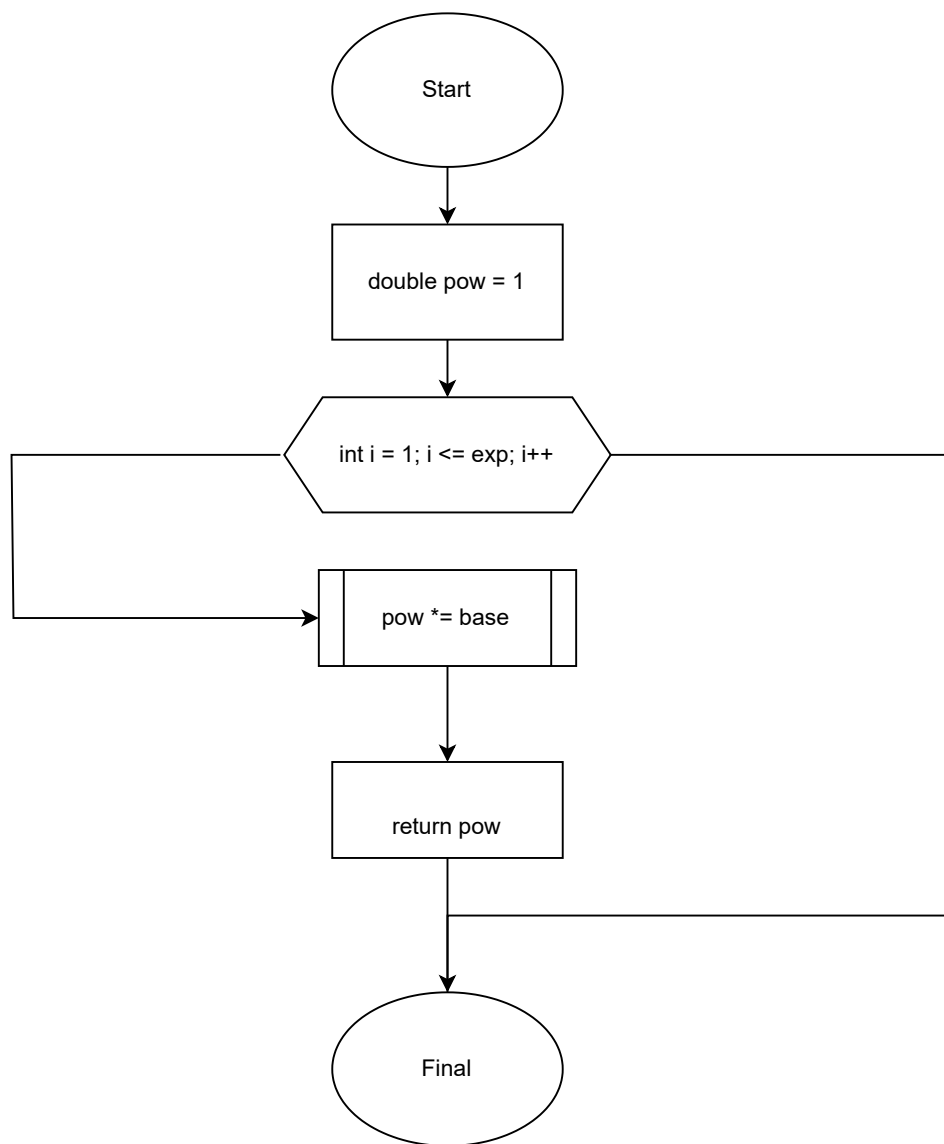 Start
double pow = 1
int i = 1; i <= exp; i++
pow *= base
return pow
Final